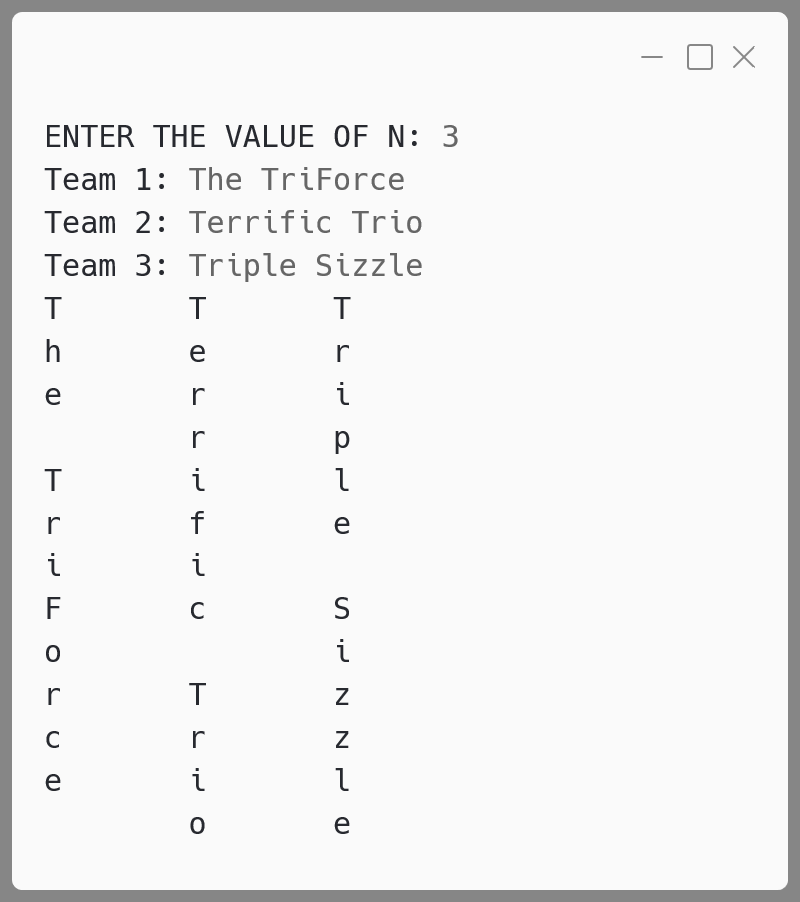 ENTER THE VALUE OF N: 3
Team 1: The TriForce
Team 2: Terrific Trio
Team 3: Triple Sizzle
T       T       T
h       e       r
e       r       i
        r       p
T       i       l
r       f       e
i       i
F       c       S
o               i
r       T       z
c       r       z
e       i       l
        o       e